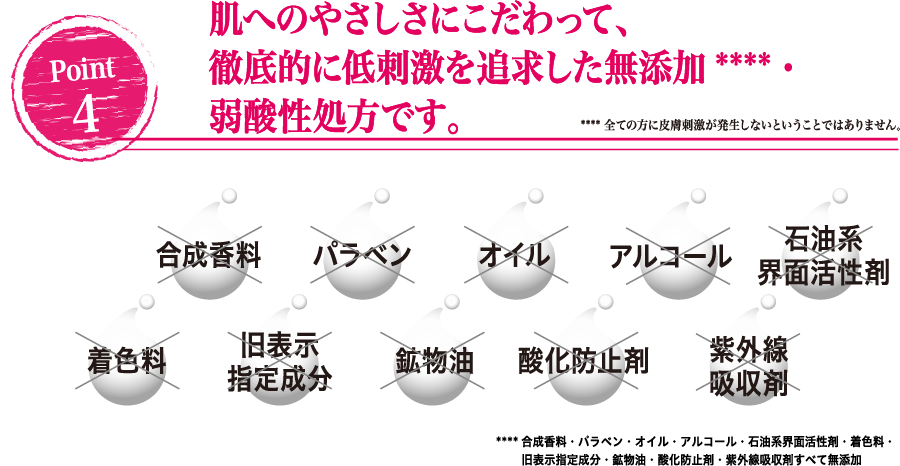 Point
4
肌へのやさしさにこだわって、
徹底的に低刺激を追求した無添加 ****・
弱酸性処方です。
**** 全ての方に皮膚刺激が発生しないということではありません。
合成香料
パラベン
オイル
アルコール
石油系
界面活性剤
着色料
旧表示
指定成分
鉱物油
酸化防止剤
紫外線
吸収剤
**** 合成香料・パラベン・オイル・アルコール・石油系界面活性剤・着色料・
旧表示指定成分・鉱物油・酸化防止剤・紫外線吸収剤すべて無添加